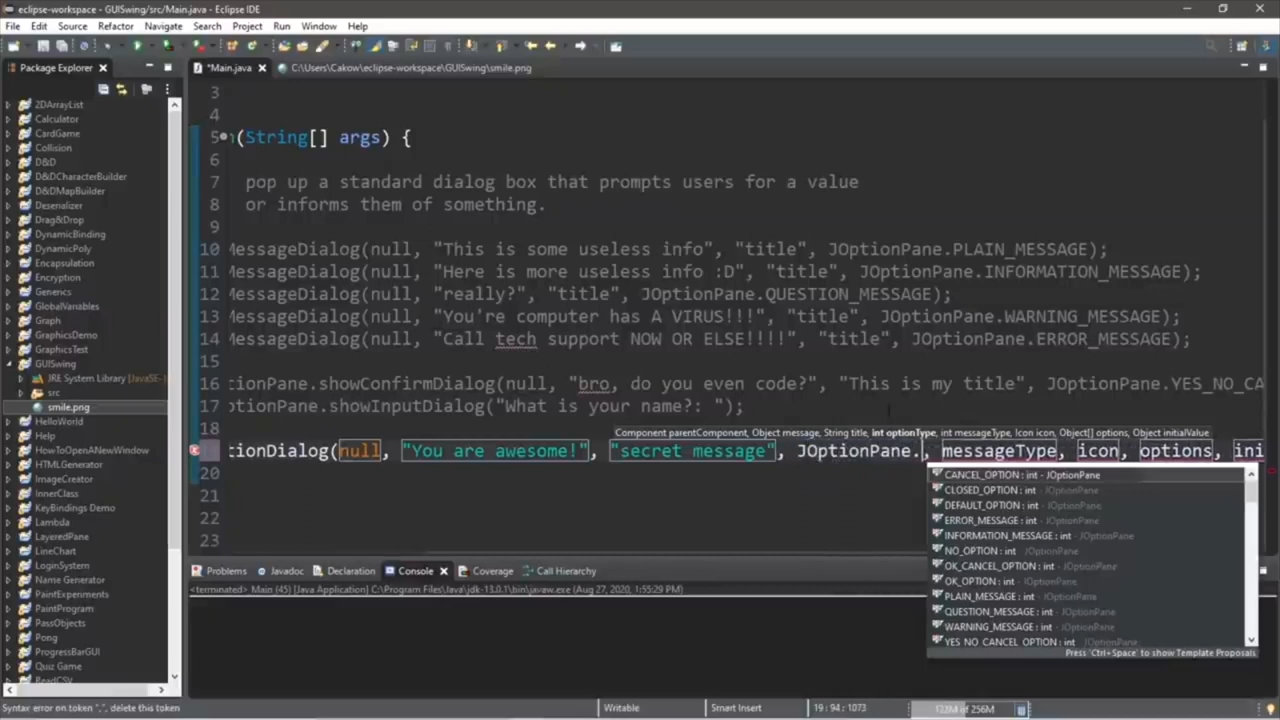 eclipse-workspace - GUISwing/src/Main.java - Eclipse IDE
File Edit Source Refactor Navigate Search Project Run Window Help
Package Explorer
*Main.java
C:\Users\Cakow\eclipse-workspace\GUISwing\smile.png
2DArrayList
Calculator
CardGame
Collision
D&D
D&DCharacterBuilder
D&DMapBuilder
Deserializer
Drag&Drop
DynamicBinding
DynamicPoly
Encapsulation
Encryption
Generics
GlobalVariables
Graph
GraphicsDemo
GraphicsTest
GUISwing
JRE System Library [JavaSE-
src
smile.png
HelloWorld
Help
HowToOpenANewWindow
HTMLGenerator
ImageCreator
InnerClass
KeyBindings Demo
Lambda
LayeredPane
LineChart
LoginSystem
Name Generator
PaintExperiments
PaintProgram
PassObjects
Pong
ProgressBarGUI
Quiz Game
ReadCSV
3
4
5 n(String[] args) {
6
7 pop up a standard dialog box that prompts users for a value
8 or informs them of something.
9
10 MessageDialog(null, "This is some useless info", "title", JOptionPane.PLAIN_MESSAGE);
11 MessageDialog(null, "Here is more useless info :D", "title", JOptionPane.INFORMATION_MESSAGE);
12 MessageDialog(null, "really?", "title", JOptionPane.QUESTION_MESSAGE);
13 MessageDialog(null, "You're computer has A VIRUS!!!", "title", JOptionPane.WARNING_MESSAGE);
14 MessageDialog(null, "Call tech support NOW OR ELSE!!!!", "title", JOptionPane.ERROR_MESSAGE);
15
16 tionPane.showConfirmDialog(null, "bro, do you even code?", "This is my title", JOptionPane.YES_NO_CA
17 ptionPane.showInputDialog("What is your name?: ");
18
Component parentComponent, Object message, String title, int optionType, int messageType, Icon icon, Object[] options, Object initialValue
tionDialog(null, "You are awesome!", "secret message", JOptionPane., messageType, icon, options, ini
20
21
22
23
CANCEL_OPTION : int - JOptionPane
CLOSED_OPTION : int - JOptionPane
DEFAULT_OPTION : int - JOptionPane
ERROR_MESSAGE : int - JOptionPane
INFORMATION_MESSAGE : int - JOptionPane
NO_OPTION : int - JOptionPane
OK_CANCEL_OPTION : int - JOptionPane
OK_OPTION : int - JOptionPane
PLAIN_MESSAGE : int - JOptionPane
QUESTION_MESSAGE : int - JOptionPane
WARNING_MESSAGE : int - JOptionPane
YES_NO_CANCEL_OPTION : int - JOptionPane
Press 'Ctrl+Space' to show Template Proposals
Problems Javadoc Declaration Console Coverage Call Hierarchy
<terminated> Main (45) [Java Application] C:\Program Files\Java\jdk-13.0.1\bin\javaw.exe (Aug 27, 2020, 1:55:29 PM)
Syntax error on token ",", delete this token
Writable
Smart Insert
19 : 94 : 1073
of 256M